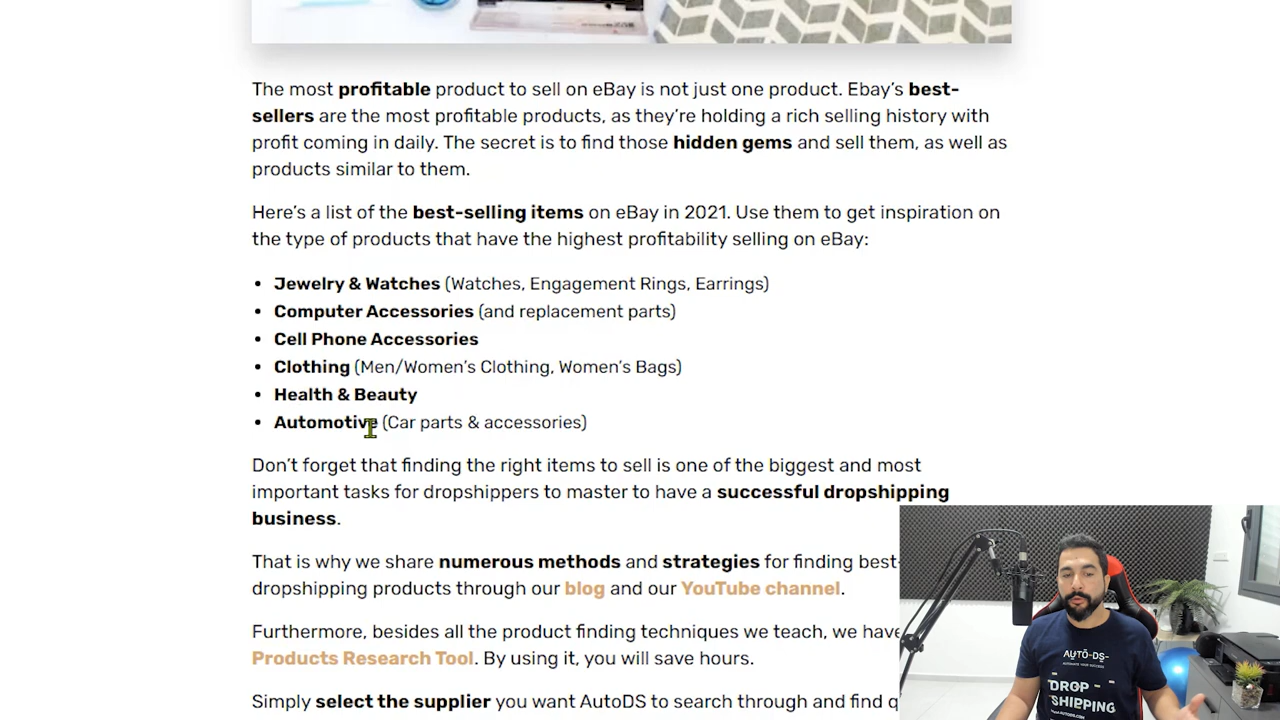 The most profitable product to sell on eBay is not just one product. Ebay's best-
sellers are the most profitable products, as they're holding a rich selling history with
profit coming in daily. The secret is to find those hidden gems and sell them, as well as
products similar to them.
Here's a list of the best-selling items on eBay in 2021. Use them to get inspiration on
the type of products that have the highest profitability selling on eBay:
• Jewelry & Watches (Watches, Engagement Rings, Earrings)
• Computer Accessories (and replacement parts)
• Cell Phone Accessories
• Clothing (Men/Women's Clothing, Women's Bags)
• Health & Beauty
• Automotive (Car parts & accessories)
Don't forget that finding the right items to sell is one of the biggest and most
important tasks for dropshippers to master to have a successful dropshipping
business.
That is why we share numerous methods and strategies for finding best-
dropshipping products through our blog and our YouTube channel.
Furthermore, besides all the product finding techniques we teach, we have
Products Research Tool. By using it, you will save hours.
Simply select the supplier you want AutoDS to search through and find
AUTO-DS
AUTOMATE YOUR SUCCESS
DROP
SHIPPING